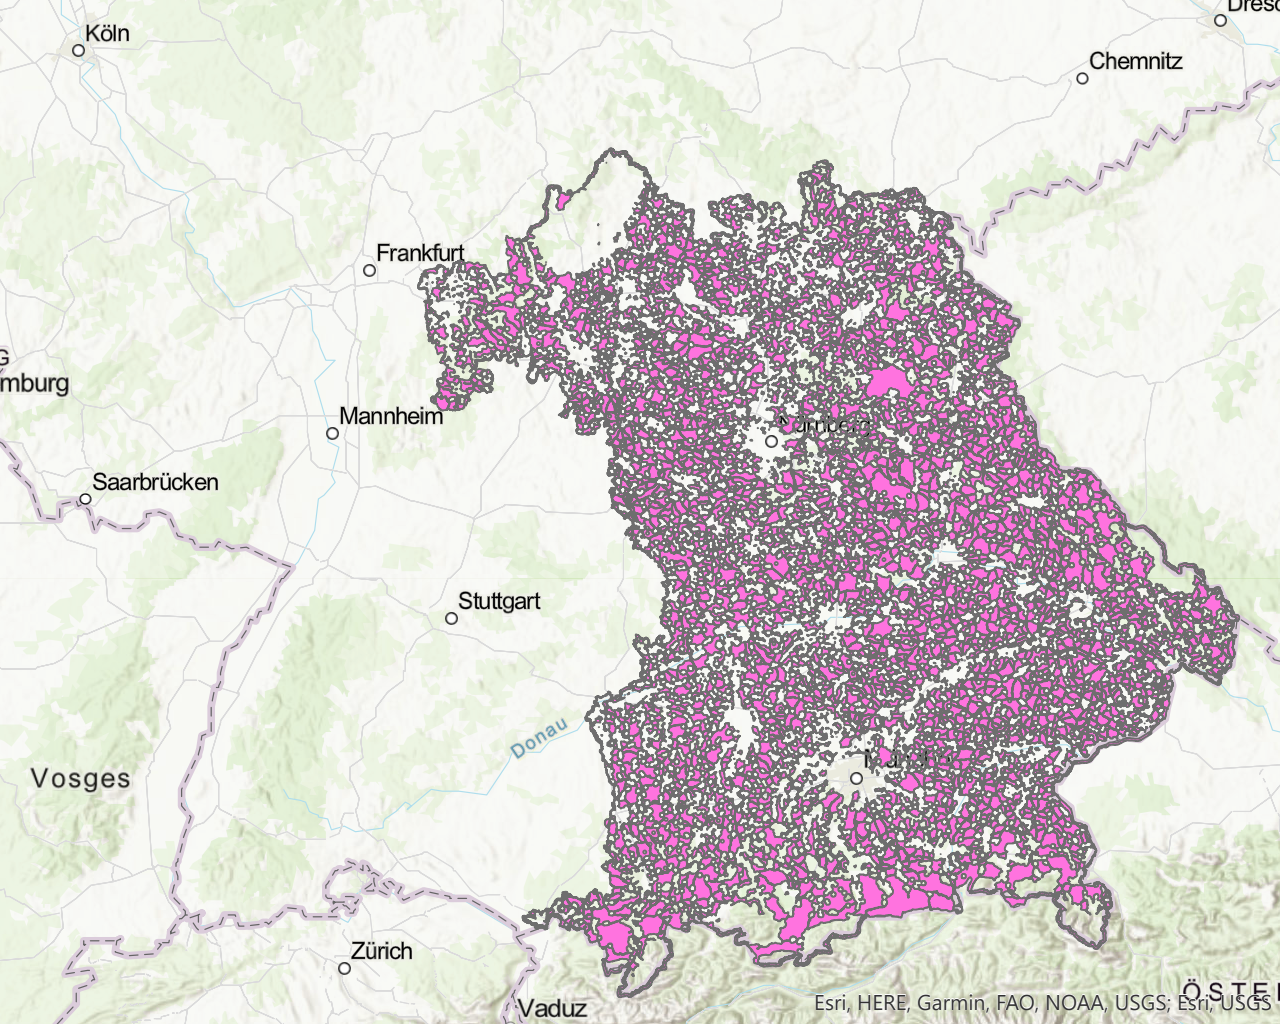 Köln
Dresd
Chemnitz
Frankfurt
G
mburg
Mannheim
Saarbrücken
Stuttgart
Donau
Vosges
Zürich
Vaduz
ÖSTE
Esri, HERE, Garmin, FAO, NOAA, USGS; Esri, USGS